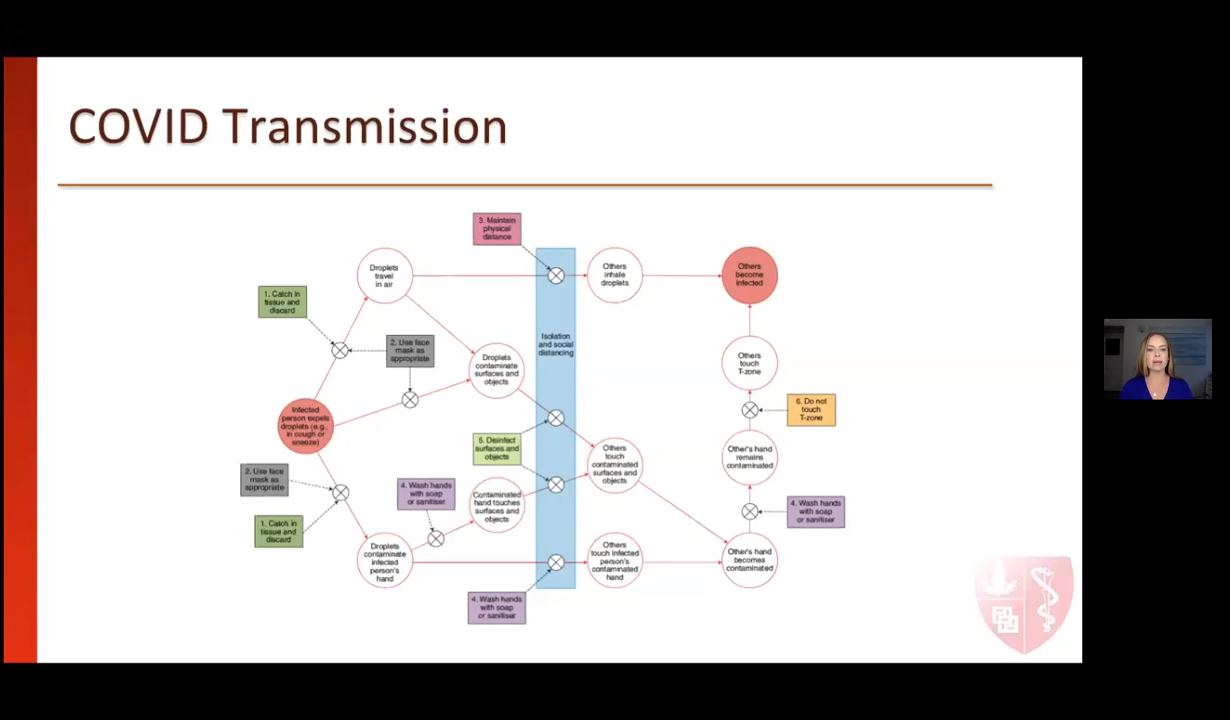 COVID Transmission
3. Maintain
physical
distance
Droplets
travel
in air
Others
inhale
droplets
Others
become
infected
1. Catch in
tissue and
discard
2. Use face
mask as
appropriate
Isolation
and social
distancing
Droplets
contaminate
surfaces and
objects
Others
touch
T-zone
Infected
person expels
droplets (e.g.,
in cough or
sneeze)
6. Do not
touch
T-zone
5. Disinfect
surfaces and
objects
Others
touch
contaminated
surfaces and
objects
Other's hand
remains
contaminated
2. Use face
mask as
appropriate
4. Wash hands
with soap
or sanitiser
Contaminated
hand touches
surfaces and
objects
4. Wash hands
with soap
or sanitiser
1. Catch in
tissue and
discard
Droplets
contaminate
infected
person's
hand
Others
touch infected
person's
contaminated
hand
Other's hand
becomes
contaminated
4. Wash hands
with soap
or sanitiser